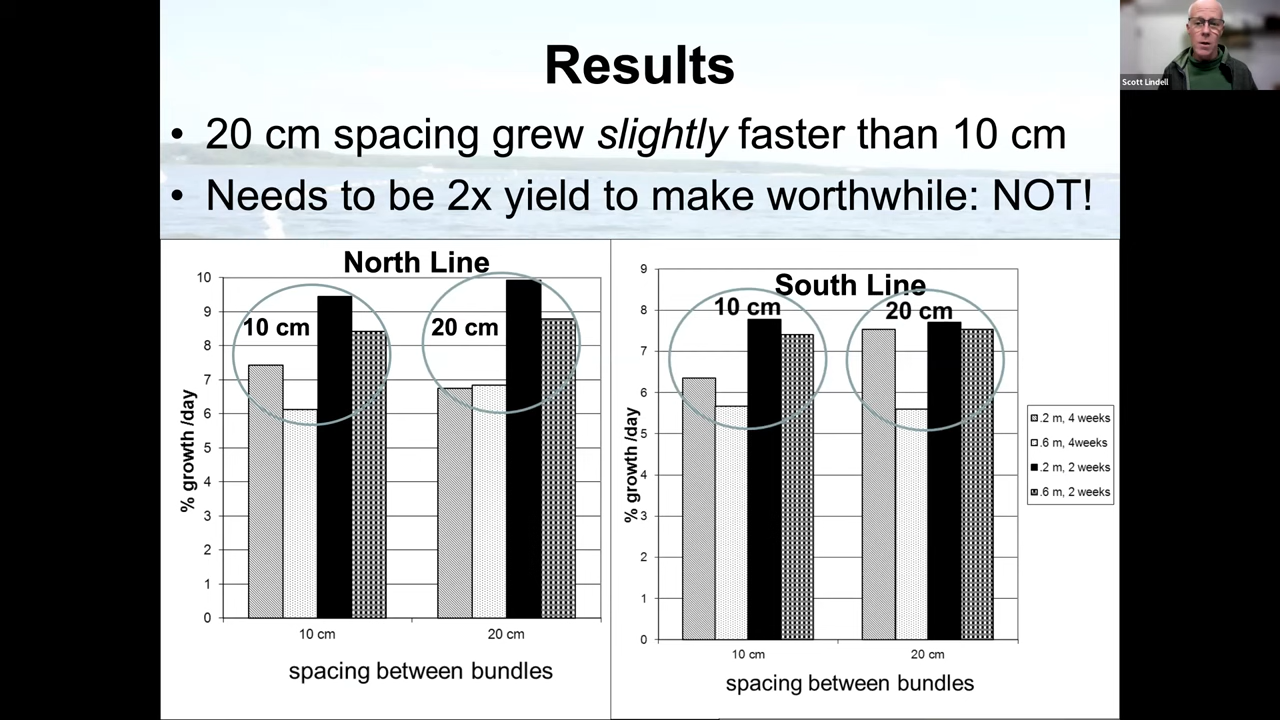 Results
• 20 cm spacing grew slightly faster than 10 cm
• Needs to be 2x yield to make worthwhile: NOT!
Scott Lindell
North Line
10 cm
20 cm
% growth /day
10
9
8
7
6
5
4
3
2
1
0
10 cm
20 cm
spacing between bundles
South Line
10 cm
20 cm
% growth /day
9
8
7
6
5
4
3
2
1
0
10 cm
20 cm
spacing between bundles
.2 m, 4 weeks
.6 m, 4weeks
.2 m, 2 weeks
.6 m, 2 weeks